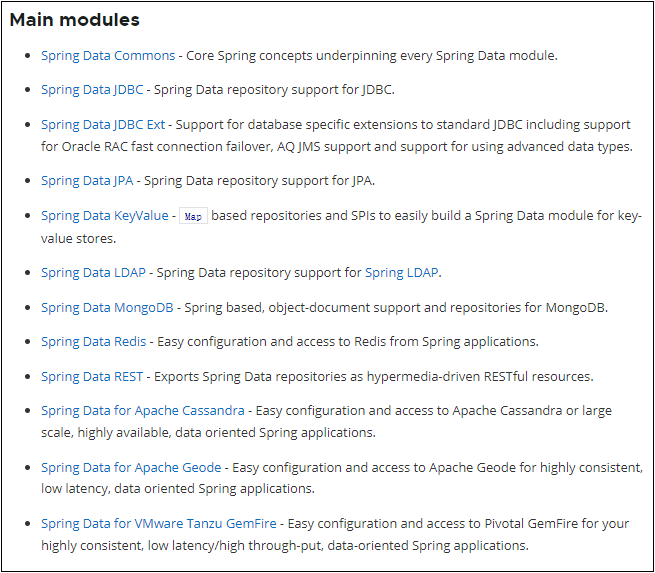 Main modules
Spring Data Commons - Core Spring concepts underpinning every Spring Data module.
Spring Data JDBC - Spring Data repository support for JDBC.
Spring Data JDBC Ext - Support for database specific extensions to standard JDBC including support
for Oracle RAC fast connection failover, AQ JMS support and support for using advanced data types.
Spring Data JPA - Spring Data repository support for JPA.
Spring Data KeyValue - Map based repositories and SPIs to easily build a Spring Data module for key-
value stores.
Spring Data LDAP - Spring Data repository support for Spring LDAP.
Spring Data MongoDB - Spring based, object-document support and repositories for MongoDB.
Spring Data Redis - Easy configuration and access to Redis from Spring applications.
Spring Data REST - Exports Spring Data repositories as hypermedia-driven RESTful resources.
Spring Data for Apache Cassandra - Easy configuration and access to Apache Cassandra or large
scale, highly available, data oriented Spring applications.
Spring Data for Apache Geode - Easy configuration and access to Apache Geode for highly consistent,
low latency, data oriented Spring applications.
Spring Data for VMware Tanzu GemFire - Easy configuration and access to Pivotal GemFire for your
highly consistent, low latency/high through-put, data-oriented Spring applications.